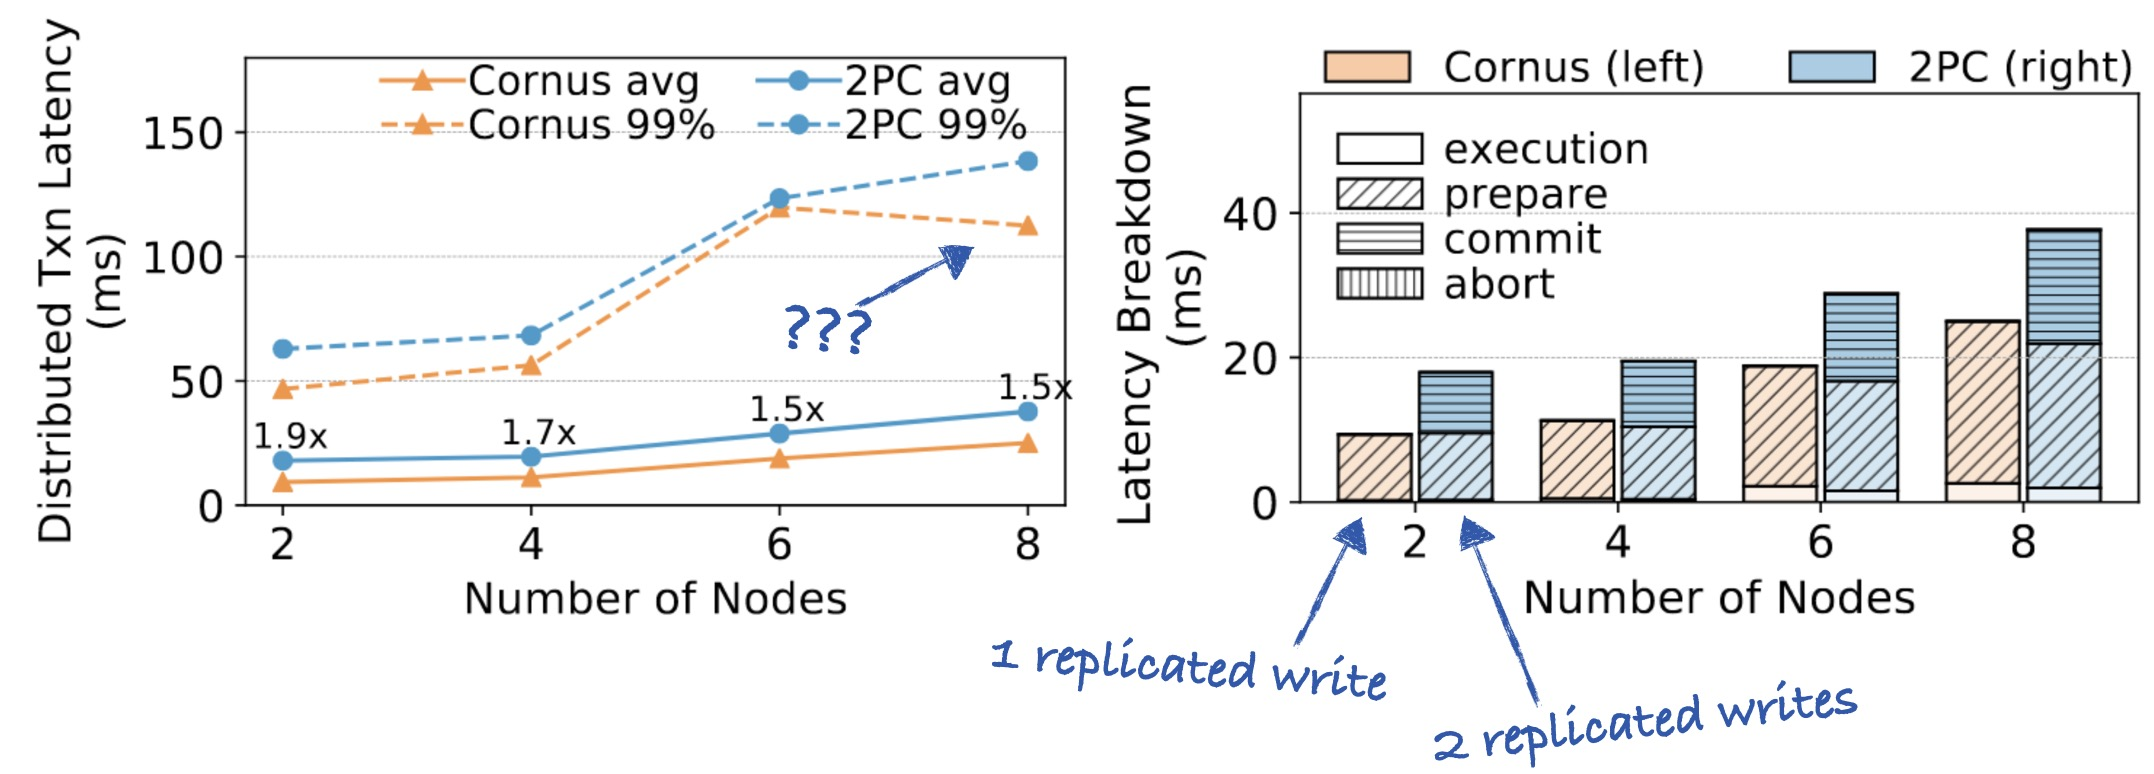 Distributed Txn Latency
(ms)
150
100
50
0
Cornus avg
2PC avg
Cornus 99%
2PC 99%
???
1.9x
1.7x
1.5x
1.5x
2
4
6
8
Number of Nodes
Cornus (left)
2PC (right)
Latency Breakdown
(ms)
execution
prepare
commit
abort
40
20
0
2
4
6
8
Number of Nodes
1 replicated write
2 replicated writes